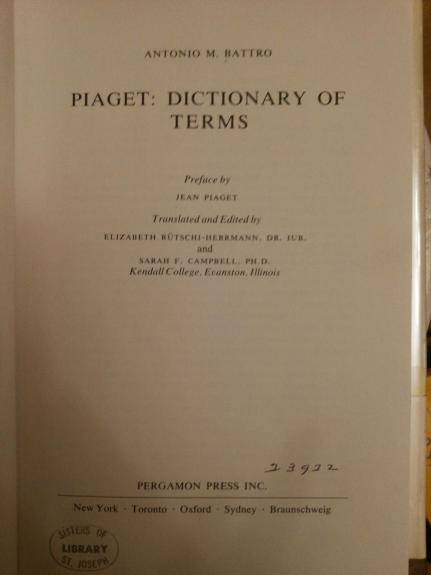 ANTONIO M. BATTRO
PIAGET: DICTIONARY OF
TERMS
Preface by
JEAN PIAGET
Translated and Edited by
ELIZABETH RÜTSCHI-HERRMANN, DR. IUR.
and
SARAH F. CAMPBELL, PH.D.
Kendall College, Evanston, Illinois
23922
PERGAMON PRESS INC.
New York · Toronto · Oxford · Sydney · Braunschweig
SISTERS OF
LIBRARY
ST. JOSEPH